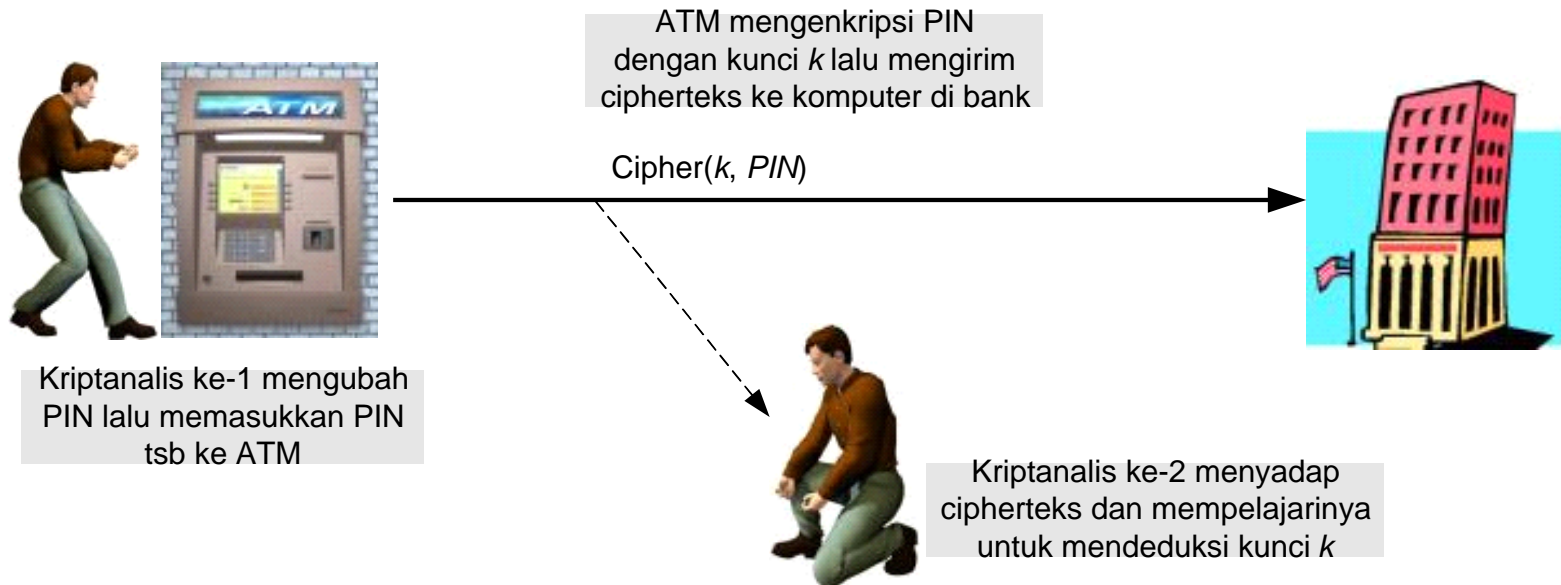 ATM mengenkripsi PIN
dengan kunci k lalu mengirim
cipherteks ke komputer di bank
ATM
Cipher(k, PIN)
Kriptanalis ke-1 mengubah
PIN lalu memasukkan PIN
tsb ke ATM
Kriptanalis ke-2 menyadap
cipherteks dan mempelajarinya
untuk mendeduksi kunci k